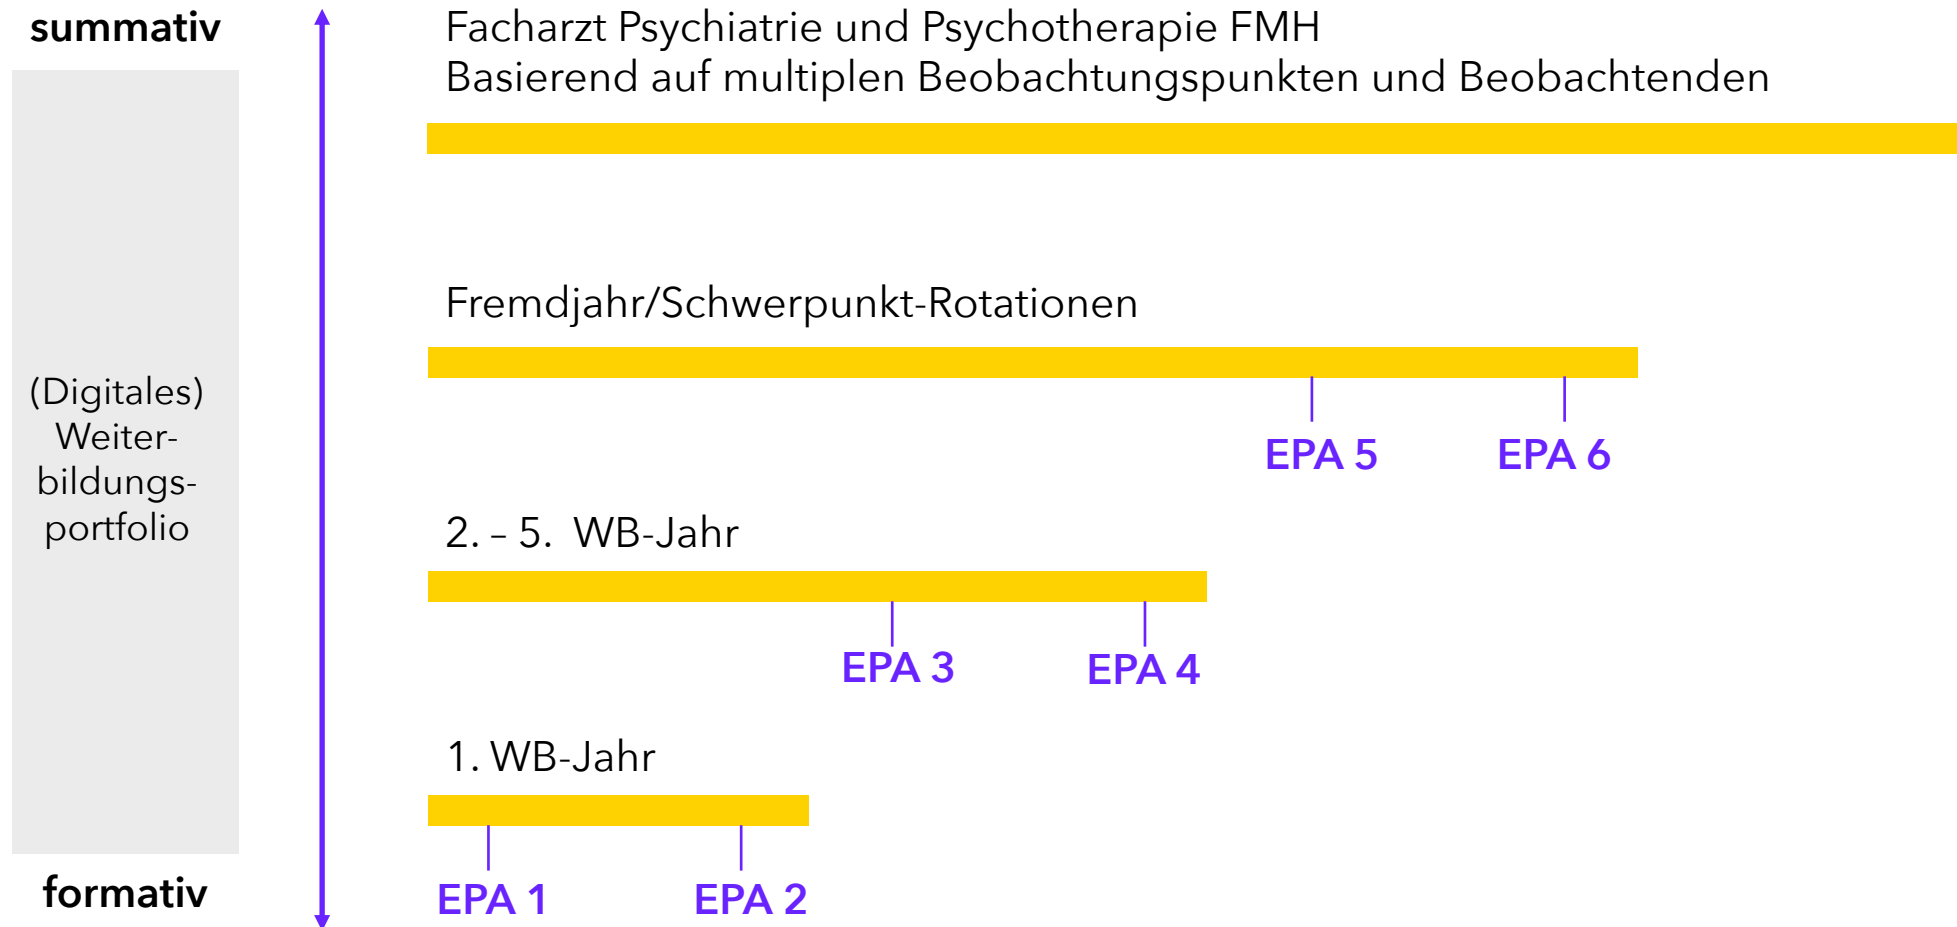 summativ
Facharzt Psychiatrie und Psychotherapie FMH
Basierend auf multiplen Beobachtungspunkten und Beobachtenden
Fremdjahr/Schwerpunkt-Rotationen
(Digitales)
Weiter-
bildungs-
portfolio
EPA 5
EPA 6
2. – 5. WB-Jahr
EPA 3
EPA 4
1. WB-Jahr
formativ
EPA 1
EPA 2